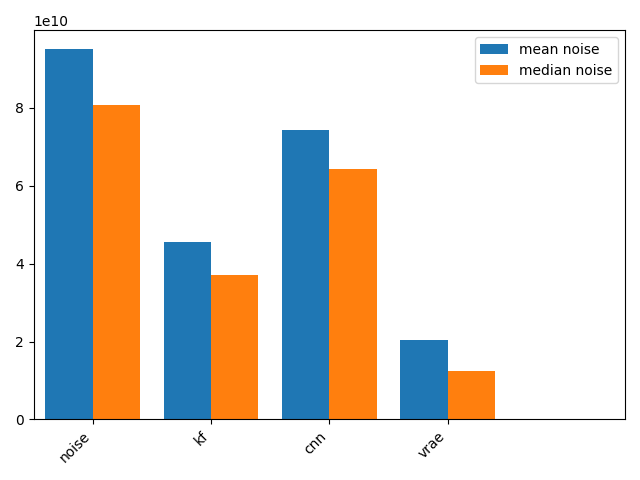 1e10
mean noise
median noise
8
6
4
2
0
noise
kf
cnn
vrae